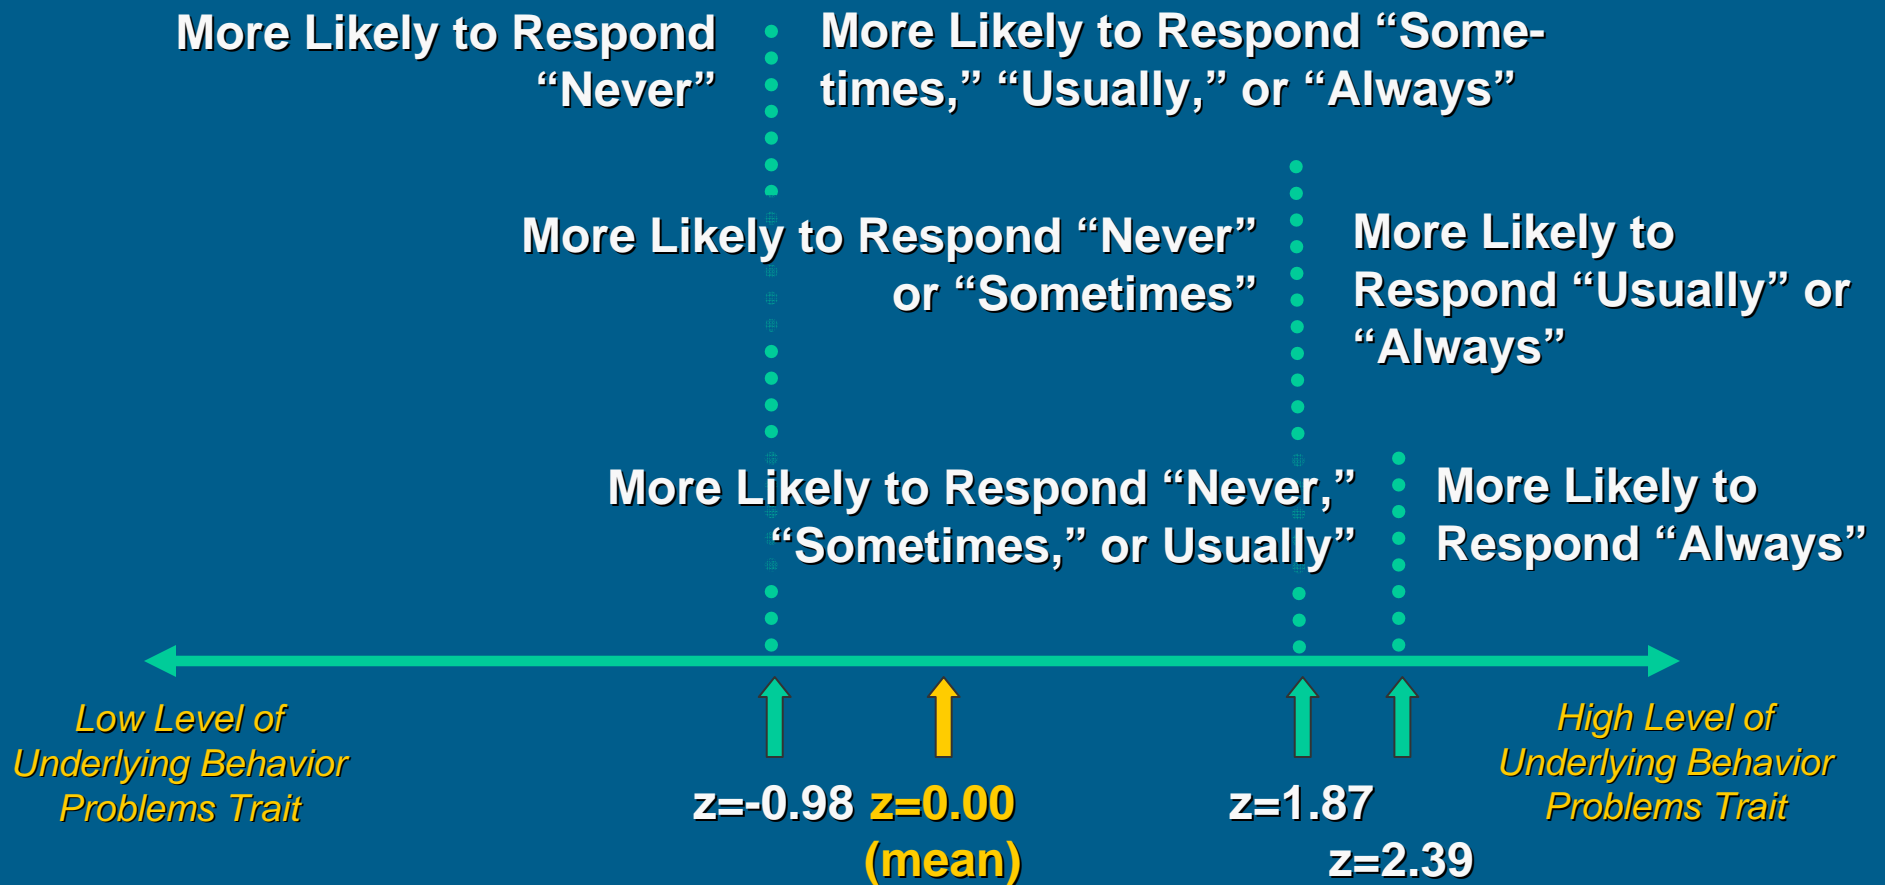 More Likely to Respond
“Never”
More Likely to Respond “Some-
times,” “Usually,” or “Always”
More Likely to Respond “Never”
or “Sometimes”
More Likely to
Respond “Usually” or
“Always”
More Likely to Respond “Never,”
“Sometimes,” or Usually”
More Likely to
Respond “Always”
Low Level of
Underlying Behavior
Problems Trait
z=-0.98
z=0.00
(mean)
z=1.87
z=2.39
High Level of
Underlying Behavior
Problems Trait